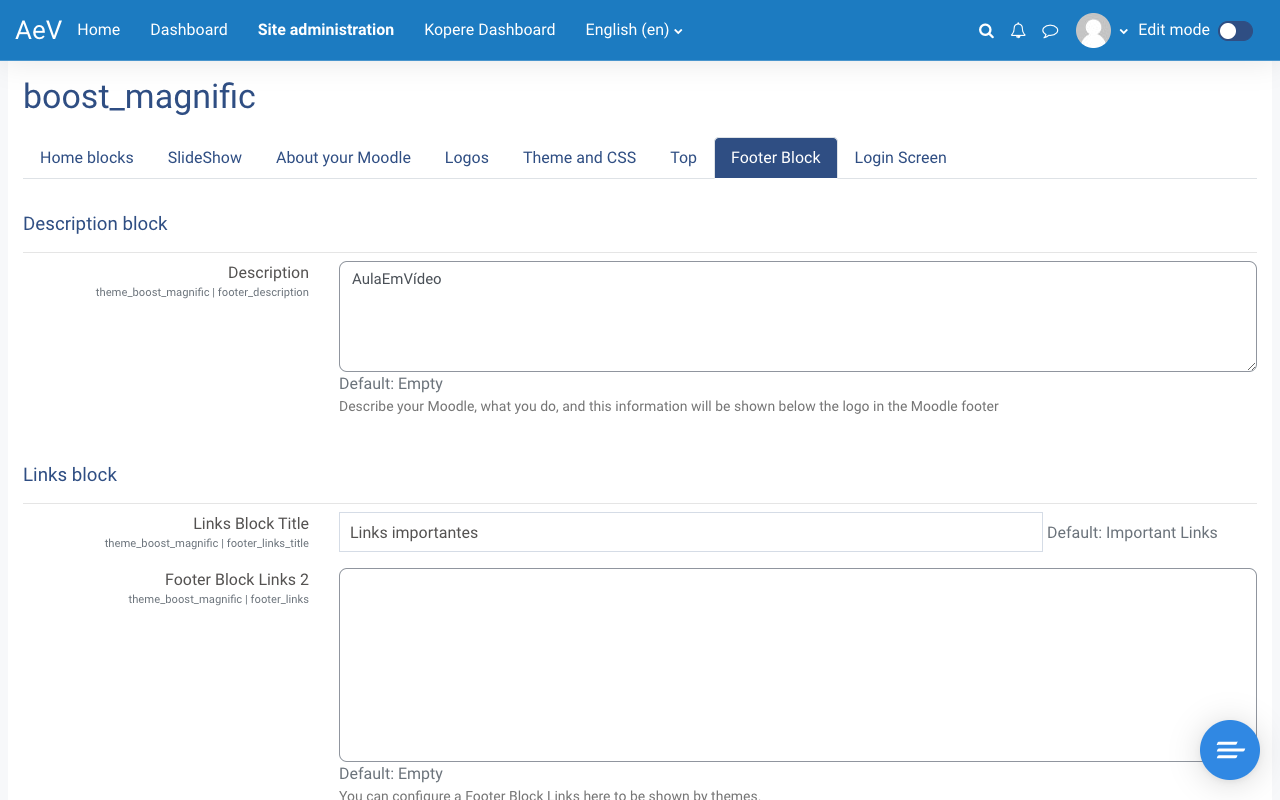 AeV Home Dashboard Site administration Kopere Dashboard English (en) Edit mode
boost_magnific
Home blocks SlideShow About your Moodle Logos Theme and CSS Top Footer Block Login Screen
Description block
Description
theme_boost_magnific | footer_description
AulaEmVídeo
Default: Empty
Describe your Moodle, what you do, and this information will be shown below the logo in the Moodle footer
Links block
Links Block Title
theme_boost_magnific | footer_links_title
Links importantes
Default: Important Links
Footer Block Links 2
theme_boost_magnific | footer_links
Default: Empty
You can configure a Footer Block Links here to be shown by themes.